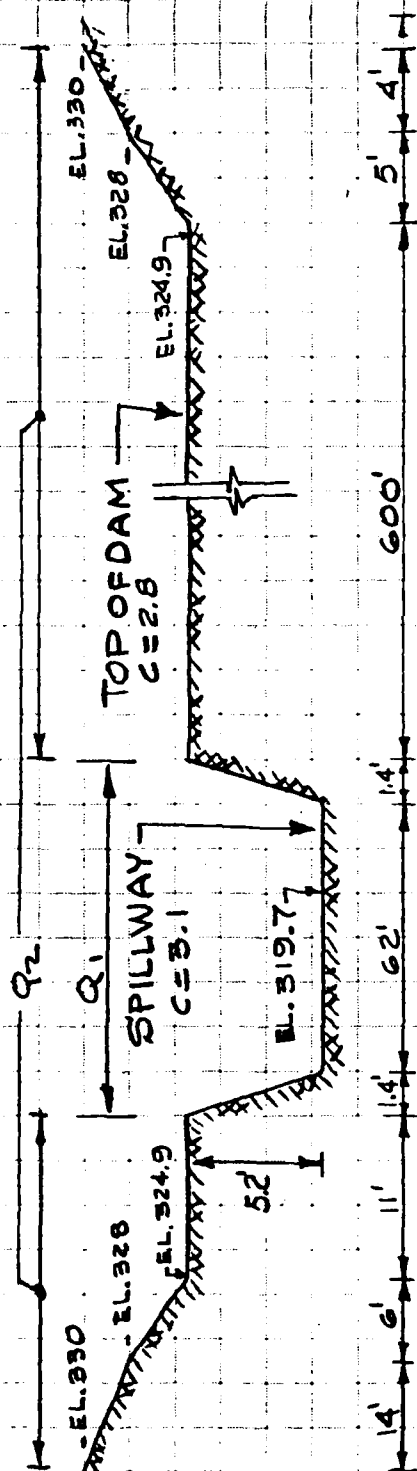 Q2
Q1
SPILLWAY
C = 3.1
TOP OF DAM
C = 2.8
EL.330
EL.328
EL.324.9
EL.319.7
EL.324.9
EL.328
EL.330
5.2'
14' 6' 11' 1.4' 62' 1.4' 600' 5' 4'